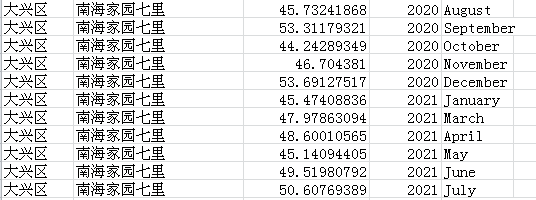 大兴区 南海家园七里 45.73241868 2020 August
大兴区 南海家园七里 53.31179321 2020 September
大兴区 南海家园七里 44.24289349 2020 October
大兴区 南海家园七里 46.704381 2020 November
大兴区 南海家园七里 53.69127517 2020 December
大兴区 南海家园七里 45.47408836 2021 January
大兴区 南海家园七里 47.97863094 2021 March
大兴区 南海家园七里 48.60010565 2021 April
大兴区 南海家园七里 45.14094405 2021 May
大兴区 南海家园七里 49.51980792 2021 June
大兴区 南海家园七里 50.60769389 2021 July